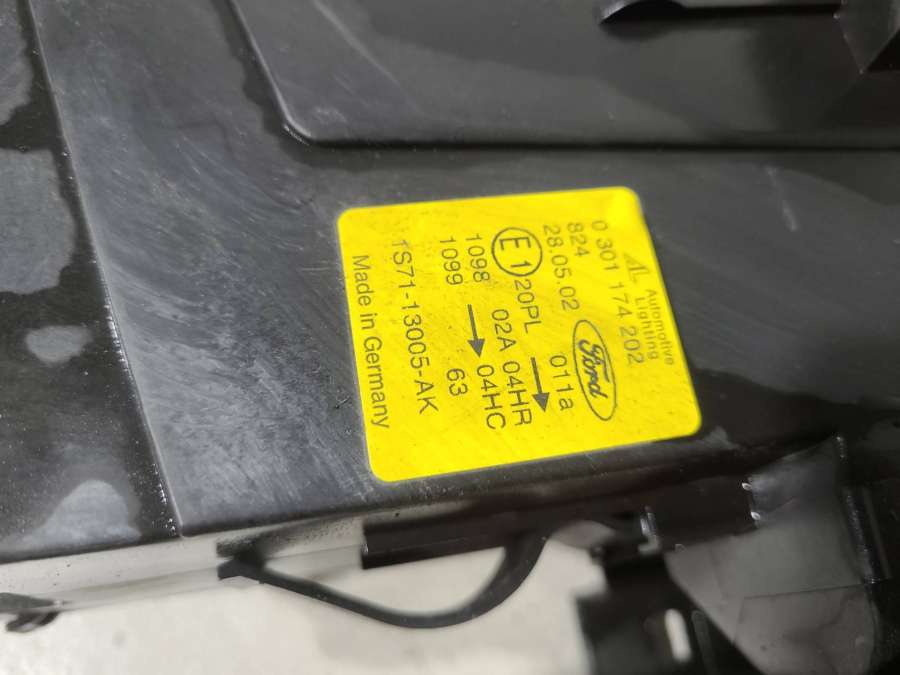 AL Automotive Lighting
0 301 174 202
824
28.05.02 Ford 011a
E1 20PL →
02A 04HR
1098 → 04HC
1099 63
1S71-13005-AK
Made in Germany